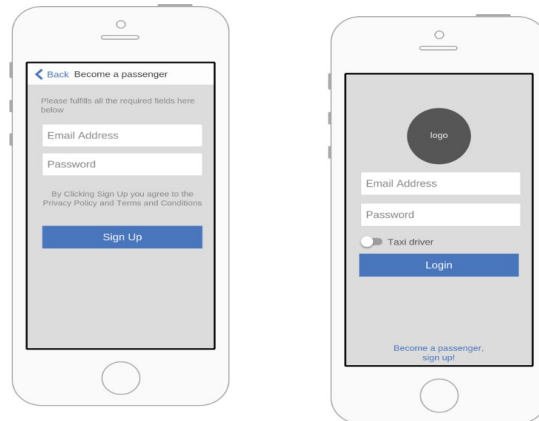 Back Become a passenger
Please fulfills all the required fields here
below
Email Address
Password
By Clicking Sign Up you agree to the
Privacy Policy and Terms and Conditions
Sign Up
logo
Email Address
Password
Taxi driver
Login
Become a passenger,
sign up!